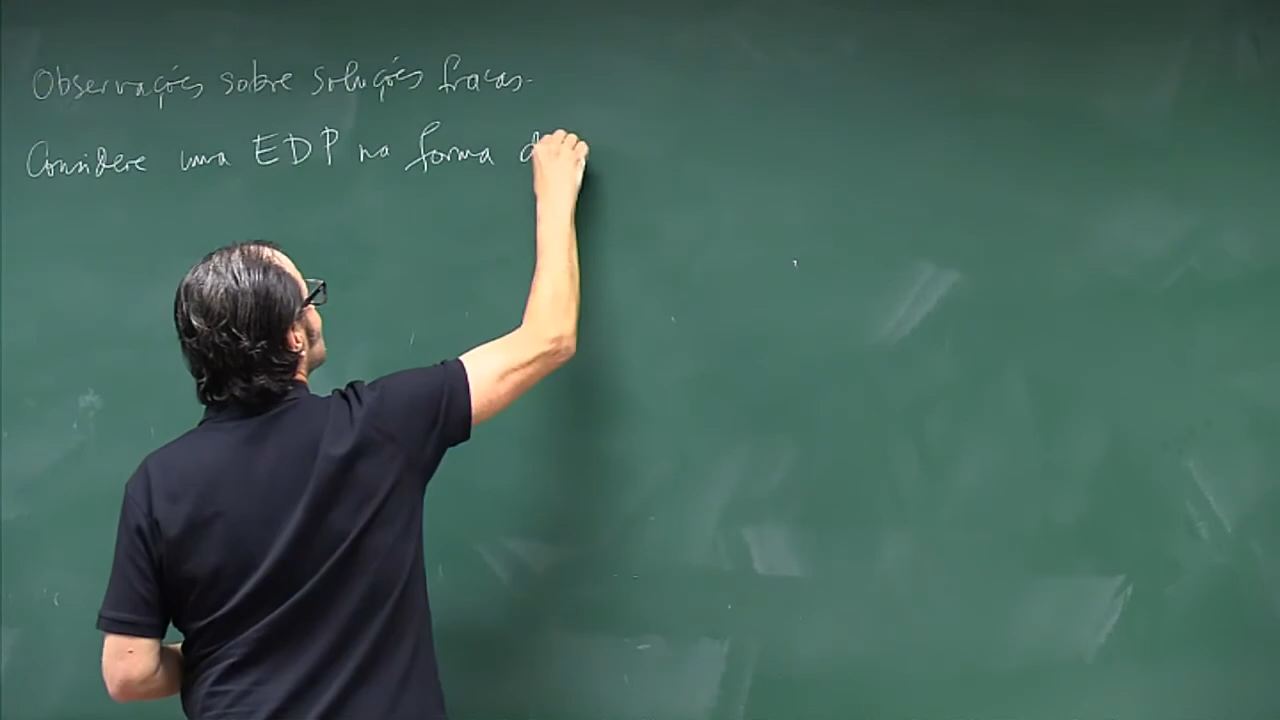 Observações sobre soluções fracas.
Considere uma EDP na forma d